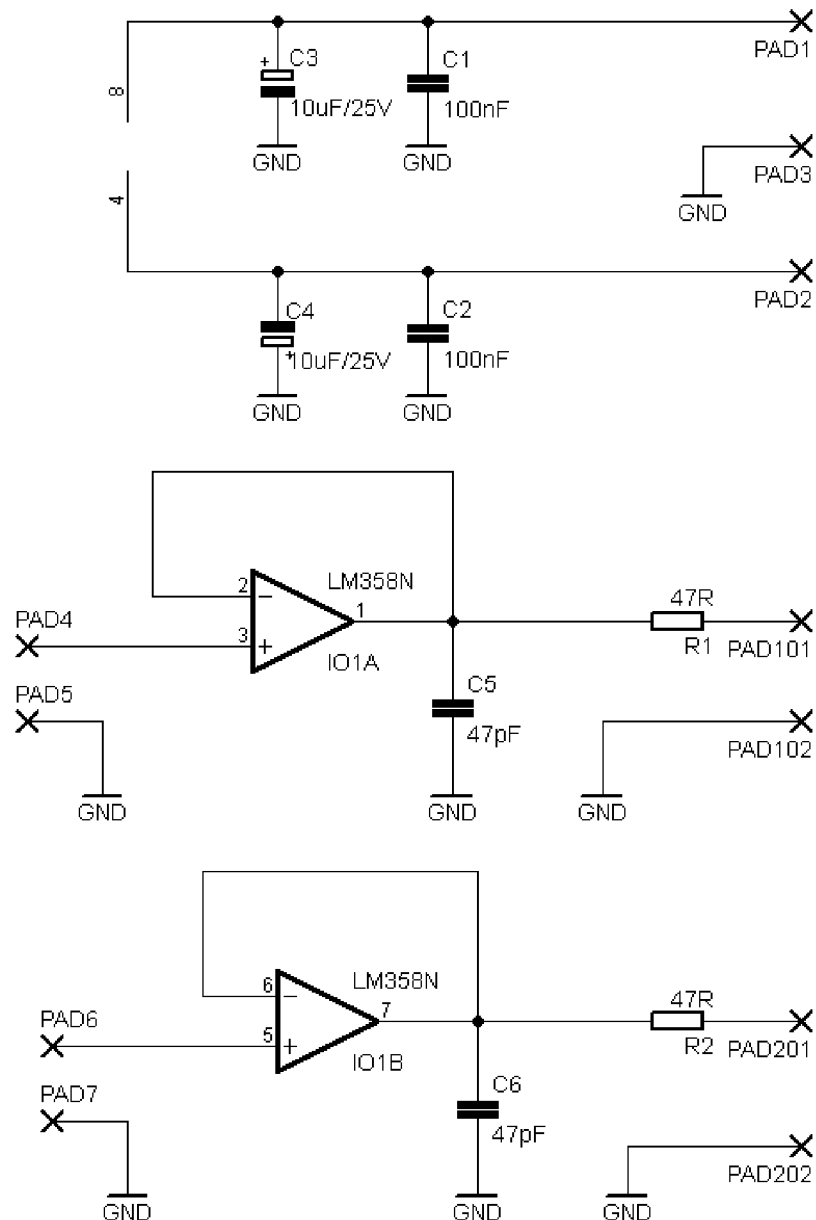 PAD1
C3
C1
+
10uF/25V
100nF
8
GND
GND
PAD3
GND
4
PAD2
C4
C2
+
10uF/25V
100nF
GND
GND
LM358N
2
−
1
47R
PAD4
3
+
IO1A
R1
PAD101
PAD5
C5
47pF
PAD102
GND
GND
GND
LM358N
6
−
7
47R
PAD6
5
+
IO1B
R2
PAD201
PAD7
C6
47pF
PAD202
GND
GND
GND